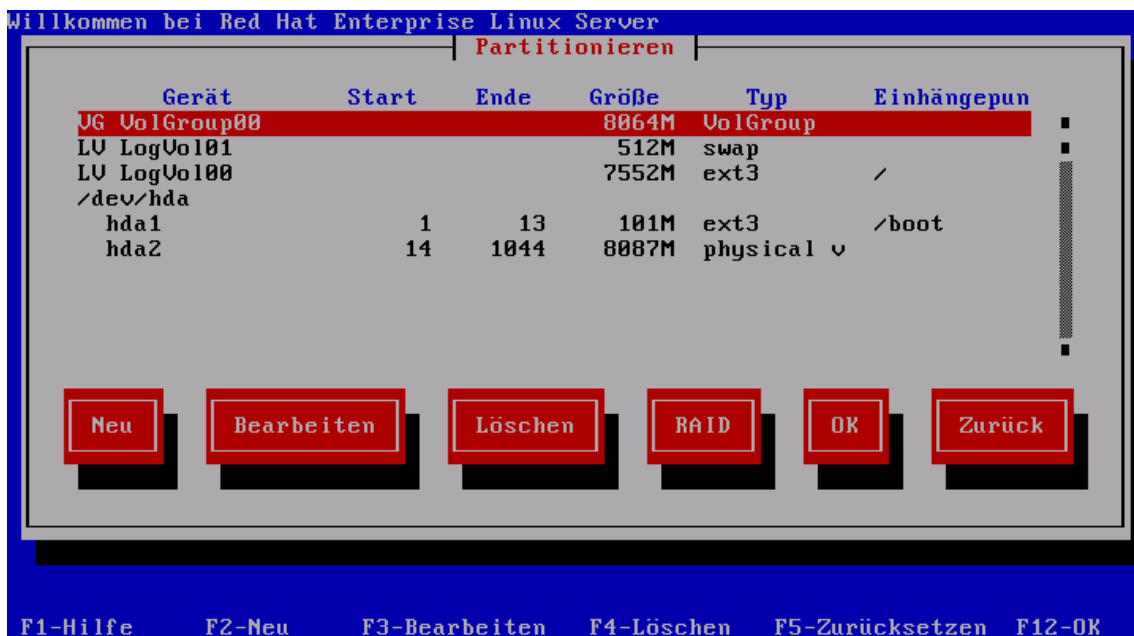 Willkommen bei Red Hat Enterprise Linux Server
Partitionieren
Gerät Start Ende Größe Typ Einhängepun
VG VolGroup00 8064M VolGroup
LV LogVol01 512M swap
LV LogVol00 7552M ext3 /
/dev/hda
hda1 1 13 101M ext3 /boot
hda2 14 1044 8087M physical v
Neu Bearbeiten Löschen RAID OK Zurück
F1-Hilfe F2-Neu F3-Bearbeiten F4-Löschen F5-Zurücksetzen F12-OK